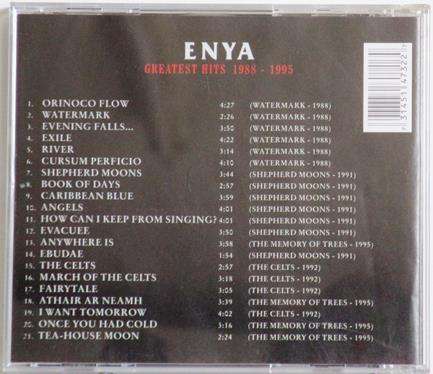 ENYA
GREATEST HITS 1988 - 1995
1. ORINOCO FLOW 4:27 (WATERMARK - 1988)
2. WATERMARK 2:26 (WATERMARK - 1988)
3. EVENING FALLS... 3:50 (WATERMARK - 1988)
4. EXILE 4:22 (WATERMARK - 1988)
5. RIVER 3:14 (WATERMARK - 1988)
6. CURSUM PERFICIO 4:10 (WATERMARK - 1988)
7. SHEPHERD MOONS 3:44 (SHEPHERD MOONS - 1991)
8. BOOK OF DAYS 2:57 (SHEPHERD MOONS - 1991)
9. CARIBBEAN BLUE 3:59 (SHEPHERD MOONS - 1991)
10. ANGELS 4:01 (SHEPHERD MOONS - 1991)
11. HOW CAN I KEEP FROM SINGING? 4:03 (SHEPHERD MOONS - 1991)
12. EVACUEE 3:50 (SHEPHERD MOONS - 1991)
13. ANYWHERE IS 3:58 (THE MEMORY OF TREES - 1995)
14. EBUDAE 1:54 (SHEPHERD MOONS - 1991)
15. THE CELTS 2:57 (THE CELTS - 1992)
16. MARCH OF THE CELTS 3:18 (THE CELTS - 1992)
17. FAIRYTALE 3:05 (THE CELTS - 1992)
18. ATHAIR AR NEAMH 3:39 (THE MEMORY OF TREES - 1995)
19. I WANT TOMORROW 4:02 (THE CELTS - 1992)
20. ONCE YOU HAD COLD 3:16 (THE MEMORY OF TREES - 1995)
21. TEA-HOUSE MOON 2:24 (THE MEMORY OF TREES - 1995)